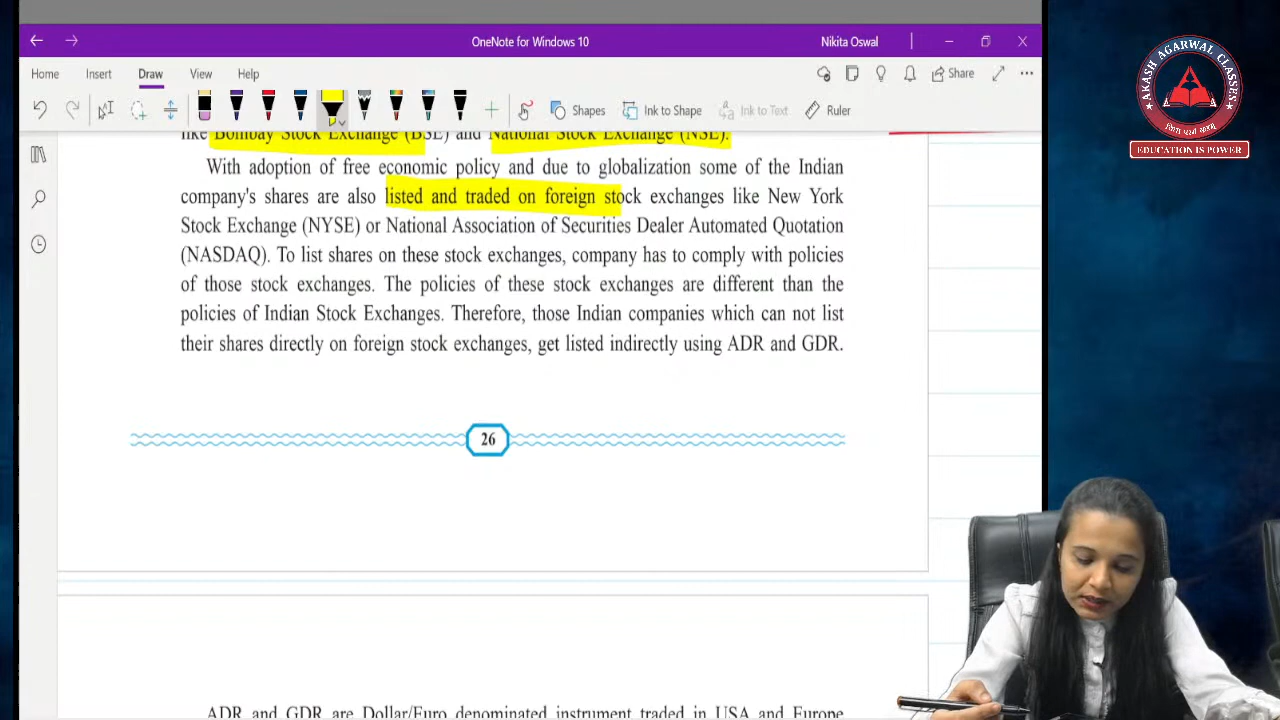 OneNote for Windows 10
Nikita Oswal
Home Insert Draw View Help
Share
Shapes Ink to Shape Ink to Text Ruler
like Bombay Stock Exchange (BSE) and National Stock Exchange (NSE).
With adoption of free economic policy and due to globalization some of the Indian
company's shares are also listed and traded on foreign stock exchanges like New York
Stock Exchange (NYSE) or National Association of Securities Dealer Automated Quotation
(NASDAQ). To list shares on these stock exchanges, company has to comply with policies
of those stock exchanges. The policies of these stock exchanges are different than the
policies of Indian Stock Exchanges. Therefore, those Indian companies which can not list
their shares directly on foreign stock exchanges, get listed indirectly using ADR and GDR.
26
ADR and GDR are Dollar/Euro denominated instrument traded in USA and Europe
AKASH AGARWAL CLASSES
EDUCATION IS POWER